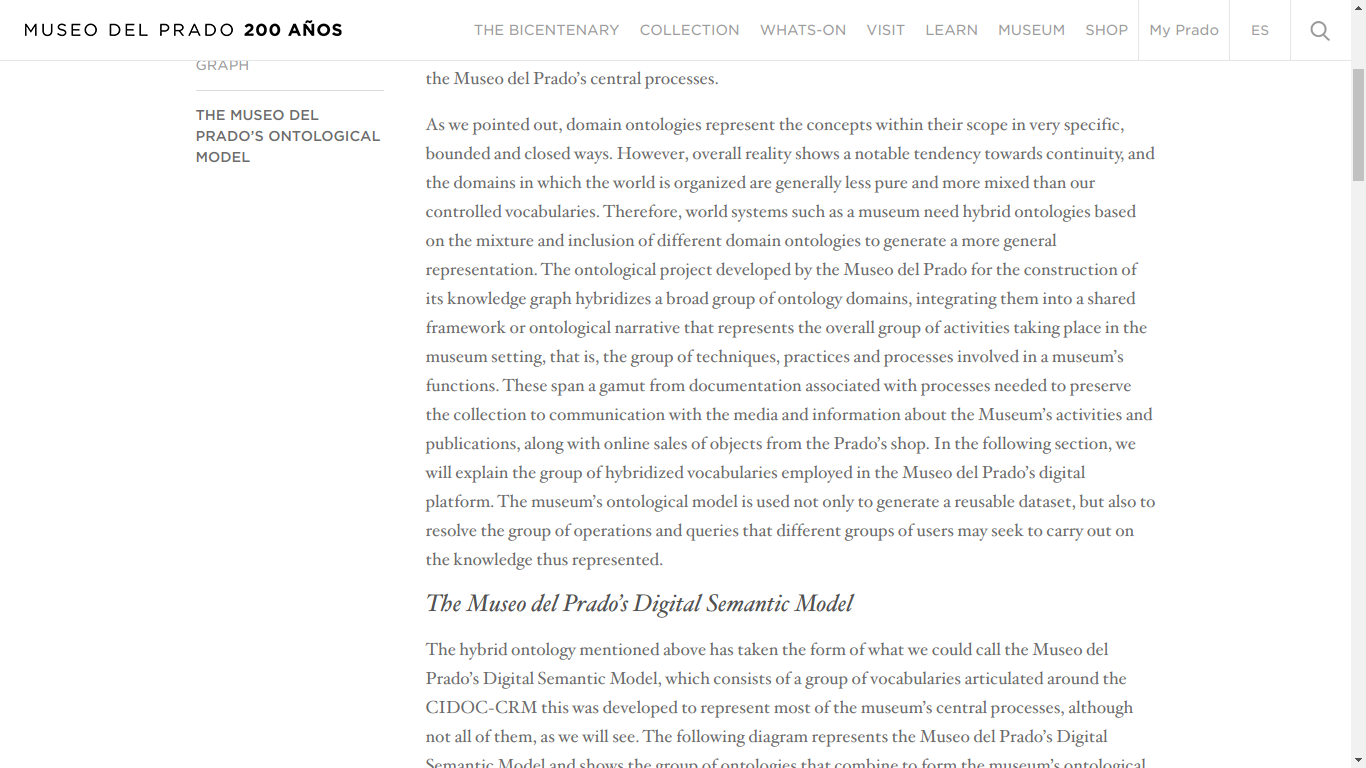 MUSEO DEL PRADO 200 AÑOS
THE BICENTENARY COLLECTION WHATS-ON VISIT LEARN MUSEUM SHOP My Prado ES
GRAPH
THE MUSEO DEL
PRADO’S ONTOLOGICAL
MODEL
the Museo del Prado’s central processes.
As we pointed out, domain ontologies represent the concepts within their scope in very specific,
bounded and closed ways. However, overall reality shows a notable tendency towards continuity, and
the domains in which the world is organized are generally less pure and more mixed than our
controlled vocabularies. Therefore, world systems such as a museum need hybrid ontologies based
on the mixture and inclusion of different domain ontologies to generate a more general
representation. The ontological project developed by the Museo del Prado for the construction of
its knowledge graph hybridizes a broad group of ontology domains, integrating them into a shared
framework or ontological narrative that represents the overall group of activities taking place in the
museum setting, that is, the group of techniques, practices and processes involved in a museum’s
functions. These span a gamut from documentation associated with processes needed to preserve
the collection to communication with the media and information about the Museum’s activities and
publications, along with online sales of objects from the Prado’s shop. In the following section, we
will explain the group of hybridized vocabularies employed in the Museo del Prado’s digital
platform. The museum’s ontological model is used not only to generate a reusable dataset, but also to
resolve the group of operations and queries that different groups of users may seek to carry out on
the knowledge thus represented.
The Museo del Prado’s Digital Semantic Model
The hybrid ontology mentioned above has taken the form of what we could call the Museo del
Prado’s Digital Semantic Model, which consists of a group of vocabularies articulated around the
CIDOC-CRM this was developed to represent most of the museum’s central processes, although
not all of them, as we will see. The following diagram represents the Museo del Prado’s Digital
Semantic Model and shows the group of ontologies that combine to form the museum’s ontological